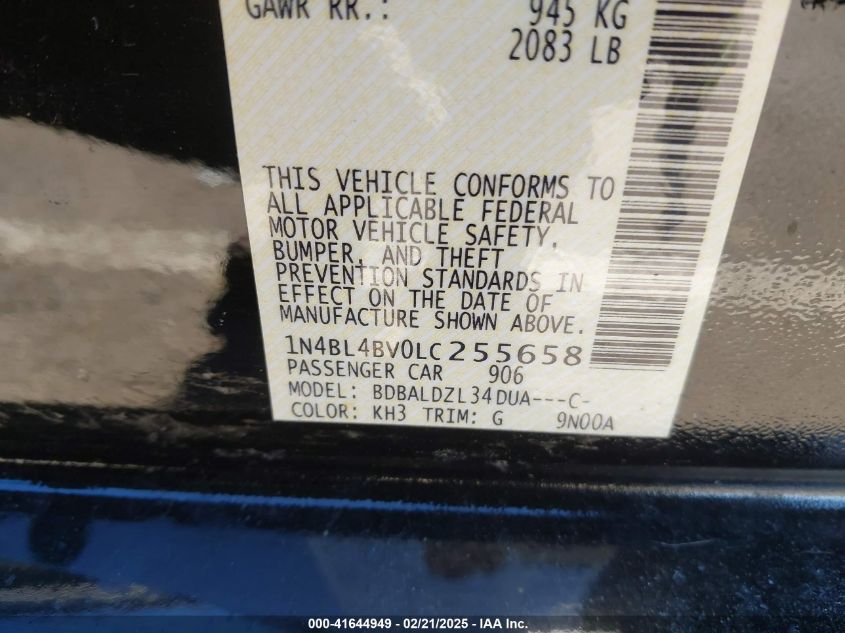 GAWR RR.: 945 KG
2083 LB
THIS VEHICLE CONFORMS TO
ALL APPLICABLE FEDERAL
MOTOR VEHICLE SAFETY,
BUMPER, AND THEFT
PREVENTION STANDARDS IN
EFFECT ON THE DATE OF
MANUFACTURE SHOWN ABOVE.
1N4BL4BV0LC255658
PASSENGER CAR 906
MODEL: BDBALDZL34DUA---C-
COLOR: KH3 TRIM: G 9N00A
000-41644949 - 02/21/2025 - IAA Inc.